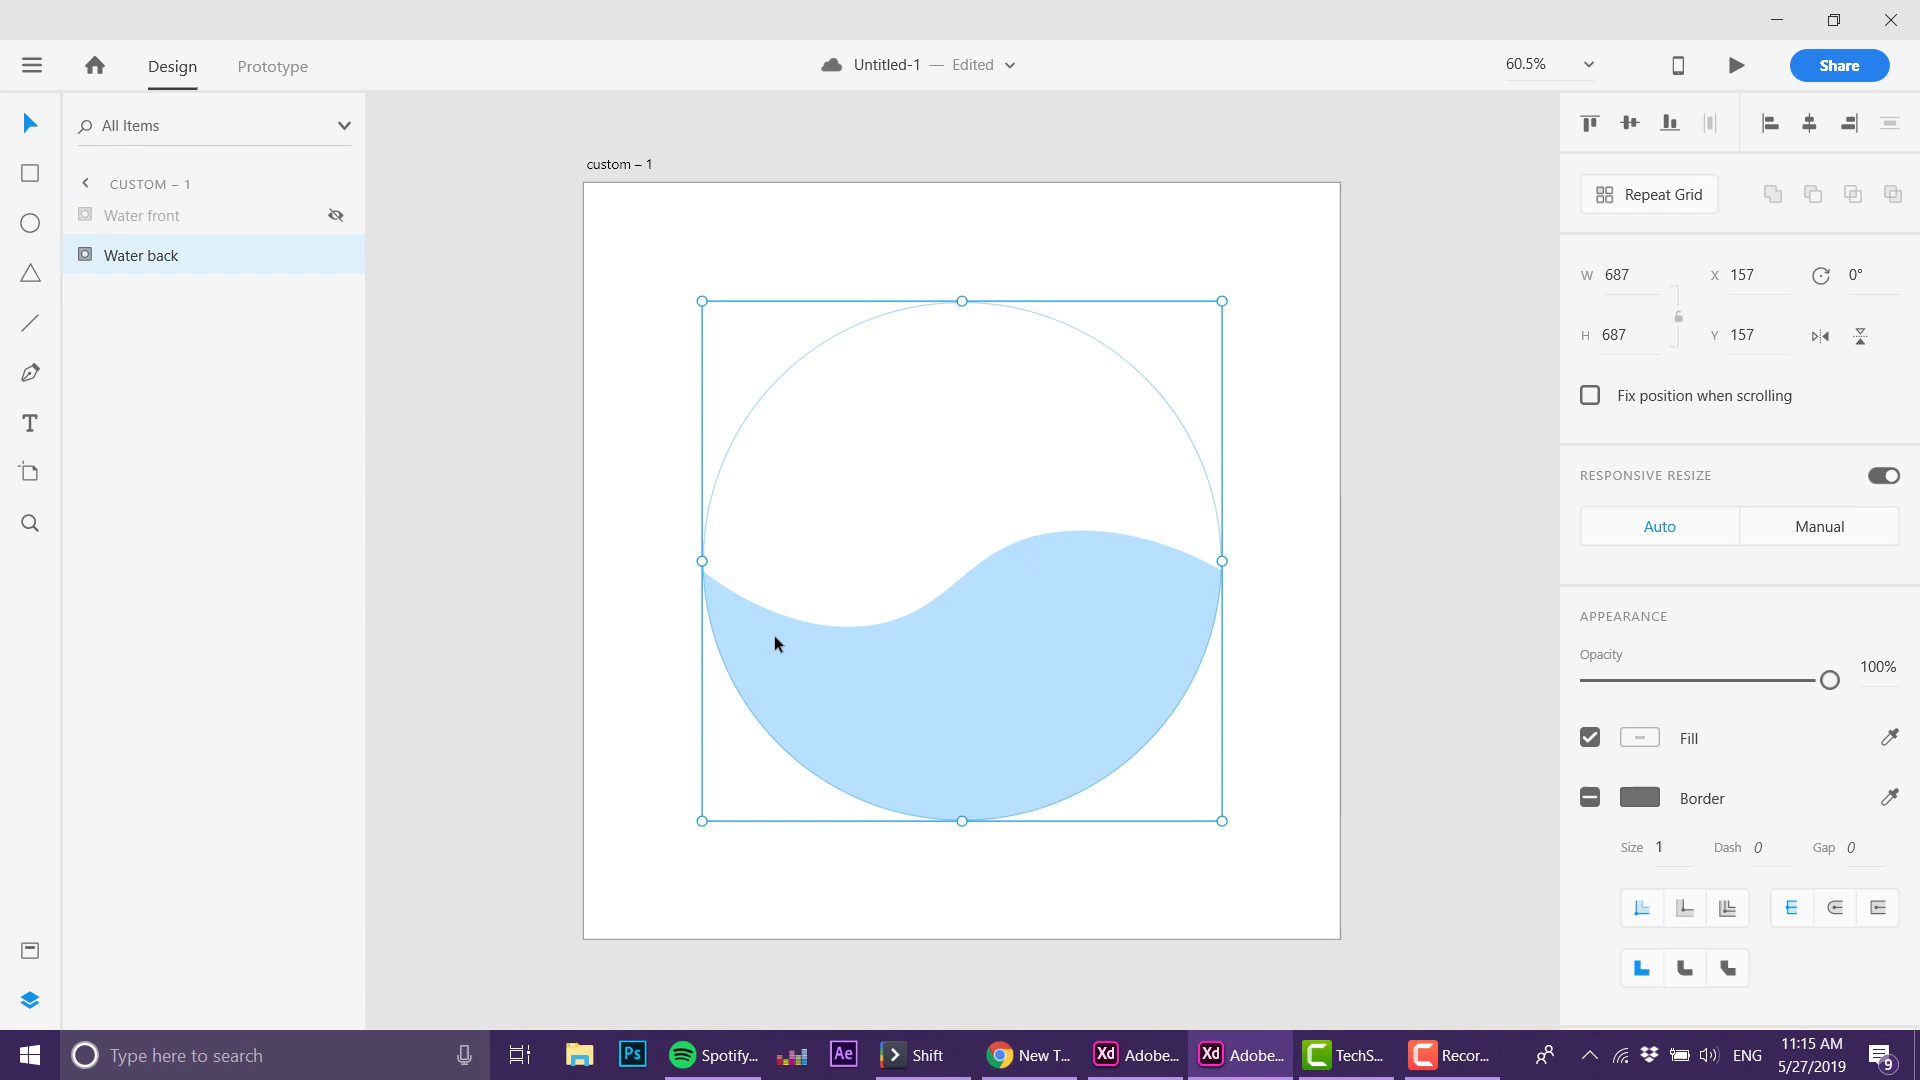 Design
Prototype
Untitled-1 — Edited
60.5%
Share
All Items
CUSTOM – 1
Water front
Water back
custom – 1
Repeat Grid
W 687
X 157
0°
H 687
Y 157
Fix position when scrolling
RESPONSIVE RESIZE
Auto
Manual
APPEARANCE
Opacity
100%
Fill
Border
Size 1
Dash 0
Gap 0
Type here to search
Ps
Spotify...
Ae
Shift
New T...
Xd Adobe...
Xd Adobe...
TechS...
Recor...
ENG
11:15 AM
5/27/2019
9